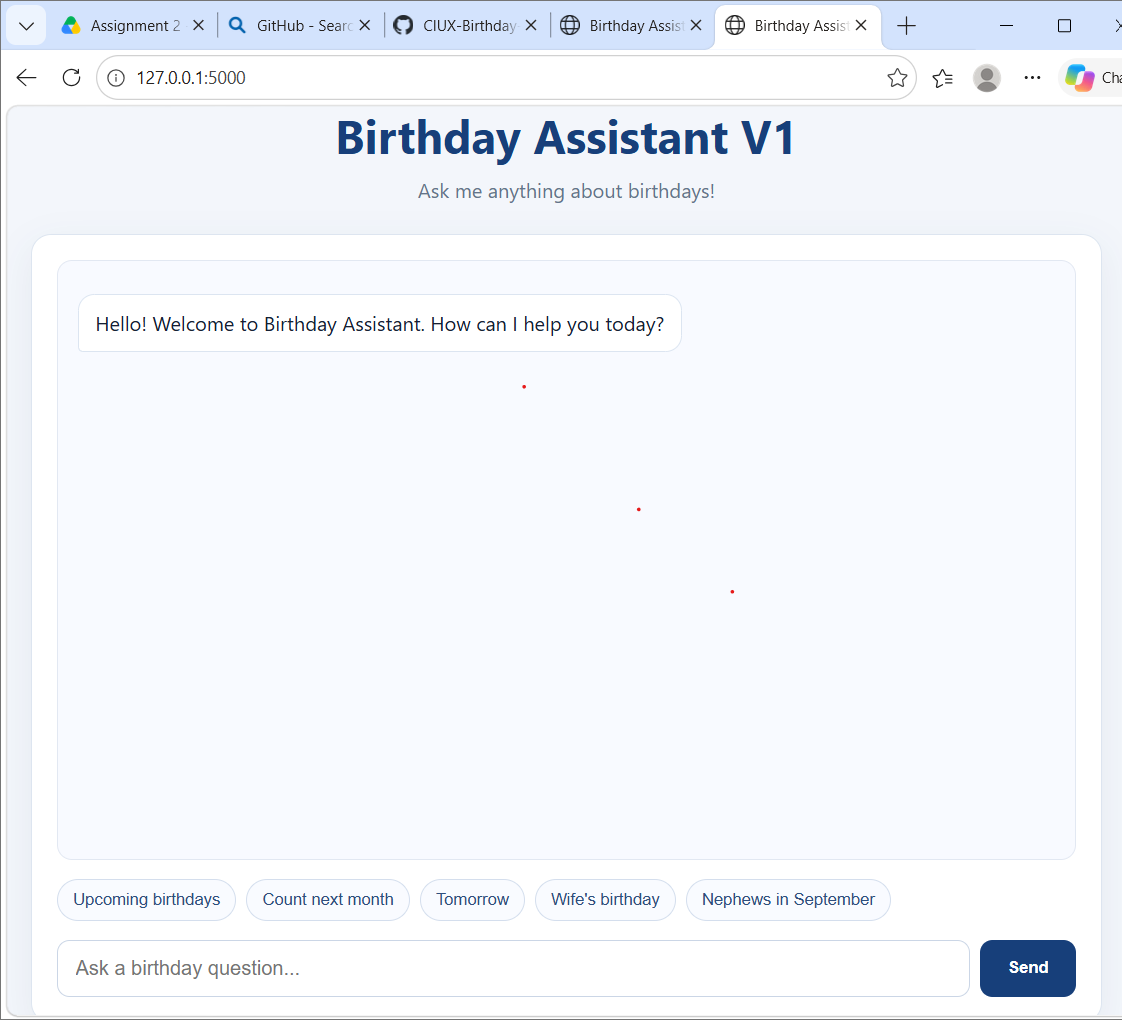 Assignment 2
GitHub - Searc
CIUX-Birthday
Birthday Assist
Birthday Assist
127.0.0.1:5000
Cha
Birthday Assistant V1
Ask me anything about birthdays!
Hello! Welcome to Birthday Assistant. How can I help you today?
Upcoming birthdays
Count next month
Tomorrow
Wife's birthday
Nephews in September
Ask a birthday question...
Send